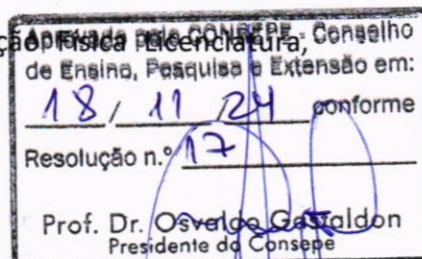 ção Física Licenciatura,
Aprovado pelo CONSEPE - Conselho
de Ensino, Pesquisa e Extensão em:
18 / 11 / 24 conforme
Resolução n.º 17
Prof. Dr. Osvaldo Gastaldon
Presidente do Consepe